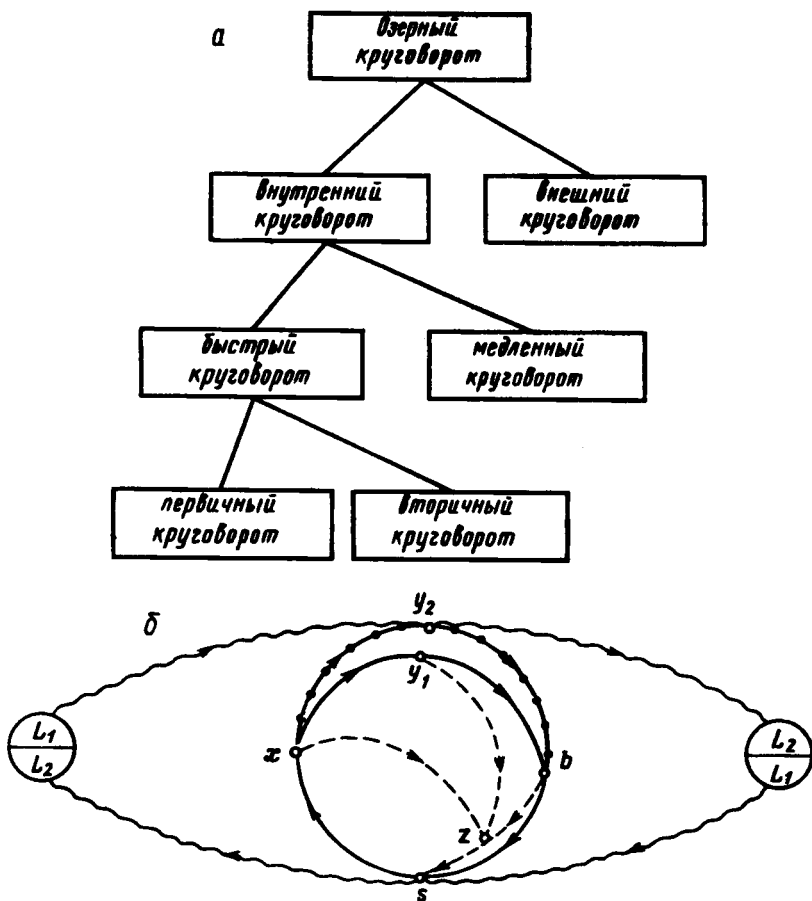 а
взерный
круговорот
внутренний
круговорот
внешний
круговорот
быстрый
круговорот
медленный
круговорот
первичный
круговорот
вторичный
круговорот
б
y₂
y₁
L₁
L₂
x
b
L₂
L₁
z
s